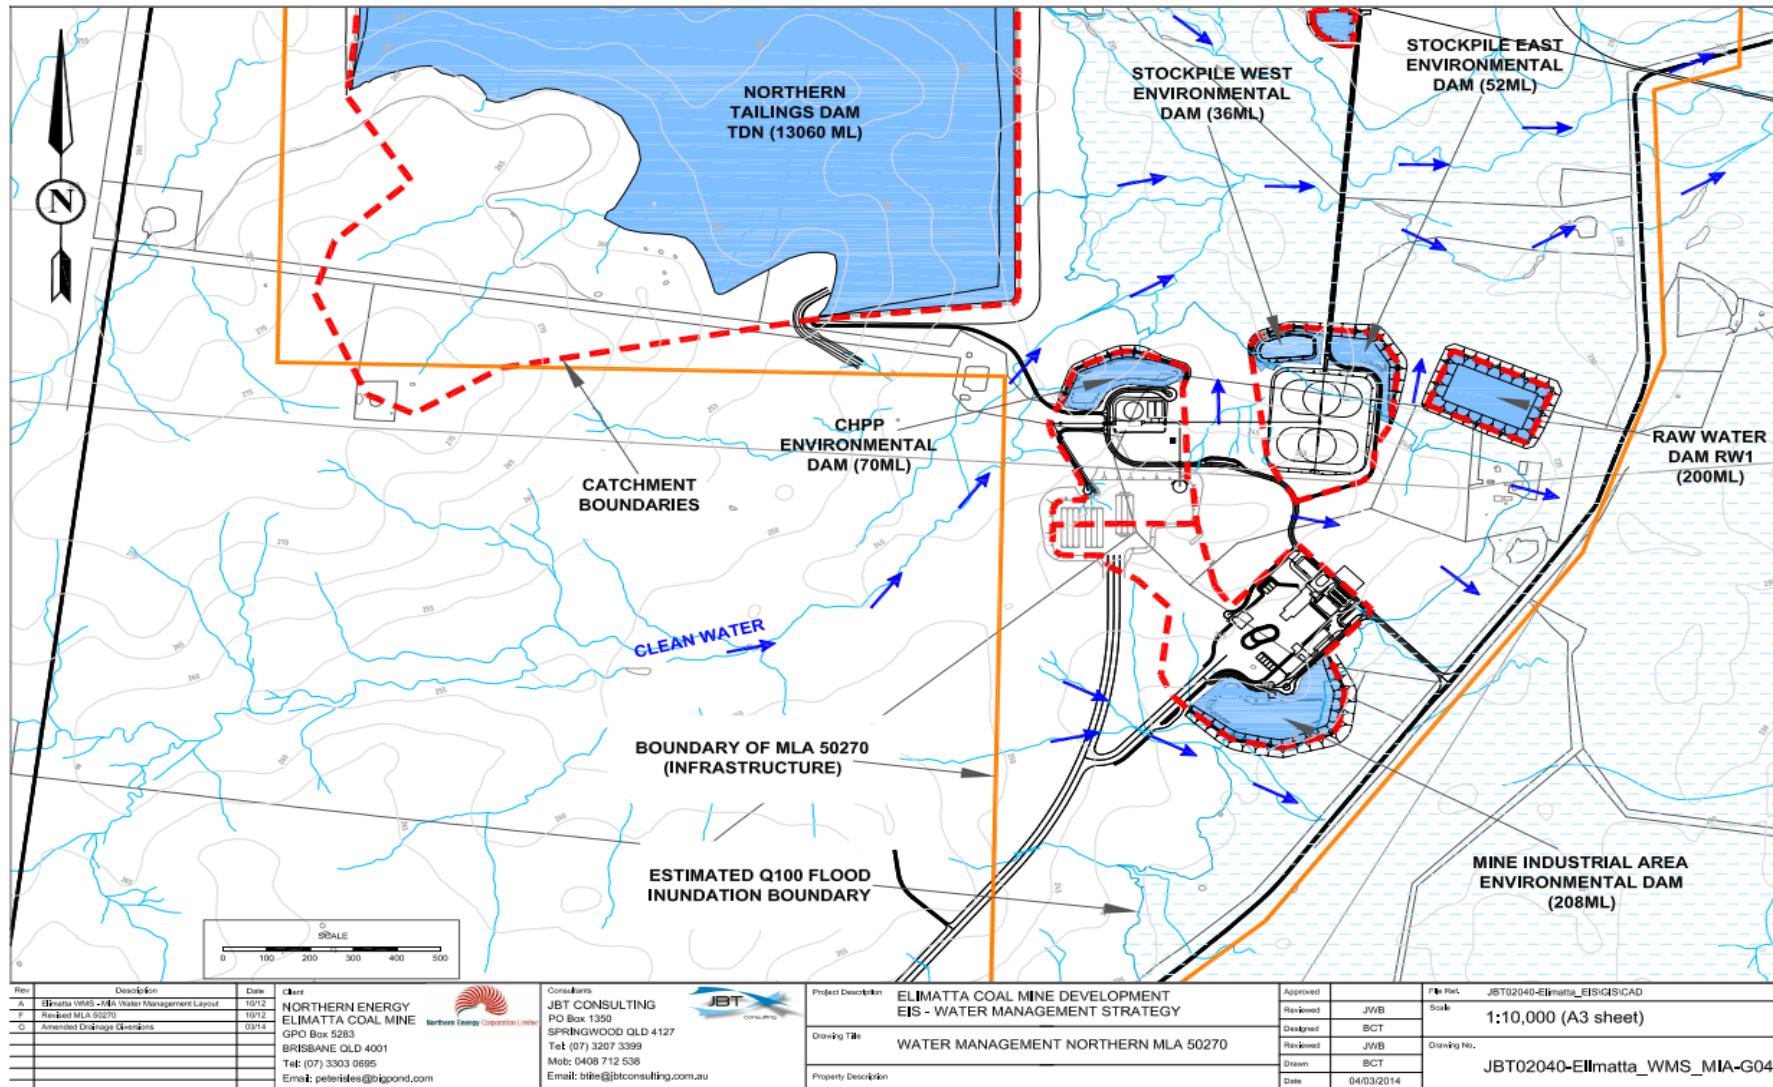 NORTHERN
TAILINGS DAM
TDN (13060 ML)
STOCKPILE WEST
ENVIRONMENTAL
DAM (36ML)
STOCKPILE EAST
ENVIRONMENTAL
DAM (52ML)
N
CHPP
ENVIRONMENTAL
DAM (70ML)
RAW WATER
DAM RW1
(200ML)
CATCHMENT
BOUNDARIES
CLEAN WATER
BOUNDARY OF MLA 50270
(INFRASTRUCTURE)
ESTIMATED Q100 FLOOD
INUNDATION BOUNDARY
MINE INDUSTRIAL AREA
ENVIRONMENTAL DAM
(208ML)
SCALE
0 100 200 300 400 500
Rev Description Date
A Elimatta WMS - MIA Water Management Layout 10/12
F Revised MLA 50270 10/12
G Amended Drainage Diversions 03/14
Client
NORTHERN ENERGY
ELIMATTA COAL MINE
GPO Box 5283
BRISBANE QLD 4001
Tel: (07) 3303 0695
Email: peterisles@bigpond.com
Northern Energy Corporation Limited
Consultants
JBT CONSULTING
PO Box 1350
SPRINGWOOD QLD 4127
Tel: (07) 3207 3399
Mob: 0408 712 538
Email: btite@jbtconsulting.com.au
JBT
Consulting
Project Description
ELIMATTA COAL MINE DEVELOPMENT
EIS - WATER MANAGEMENT STRATEGY
Drawing Title
WATER MANAGEMENT NORTHERN MLA 50270
Property Description
Approved
Reviewed JWB
Designed BCT
Reviewed JWB
Drawn BCT
Date 04/03/2014
File Ref. JBT02040-Elimatta_EIS\GIS\CAD
Scale
1:10,000 (A3 sheet)
Drawing No.
JBT02040-Elimatta_WMS_MIA-G04